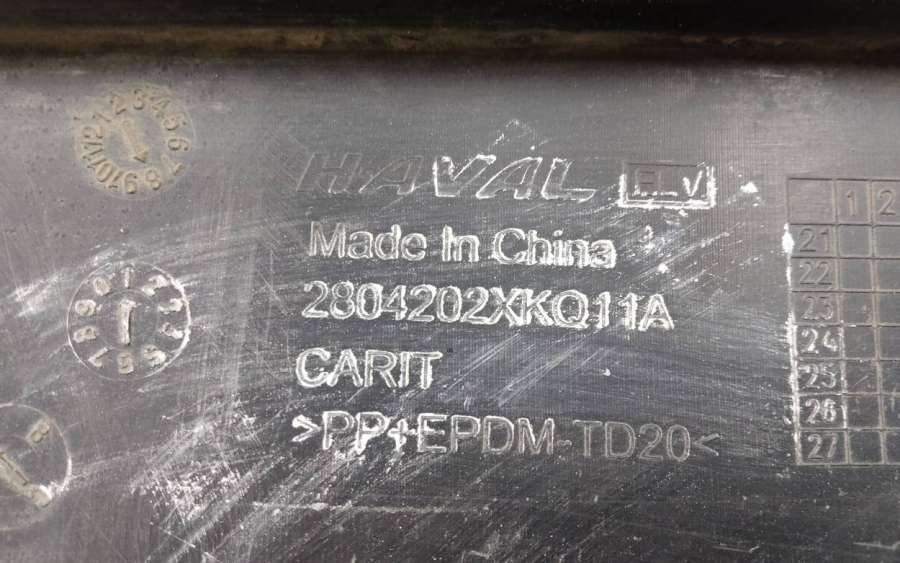 HAVAL ELV
Made In China
2804202XKQ11A
CARIT
>PP+EPDM-TD20<
1 2
21
22
23
24
25
26
27